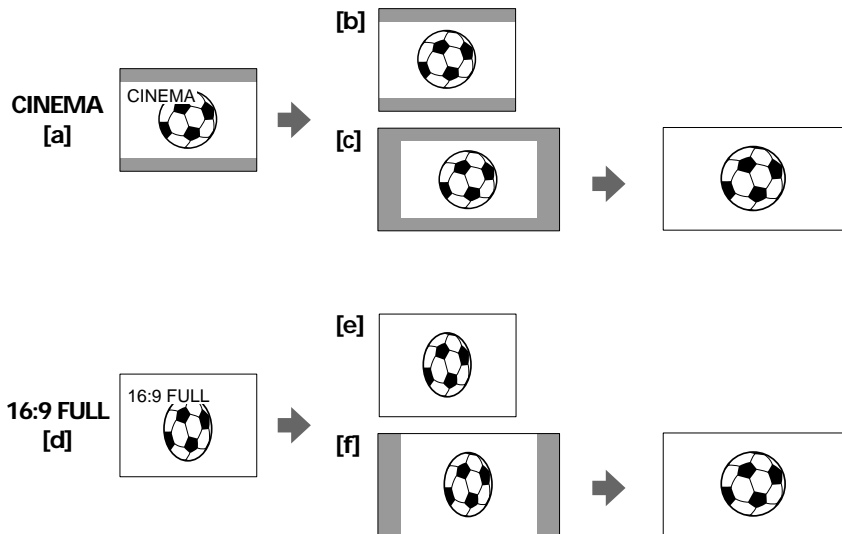 [b]
CINEMA
CINEMA
[a]
[c]
[e]
16:9 FULL
16:9 FULL
[d]
[f]